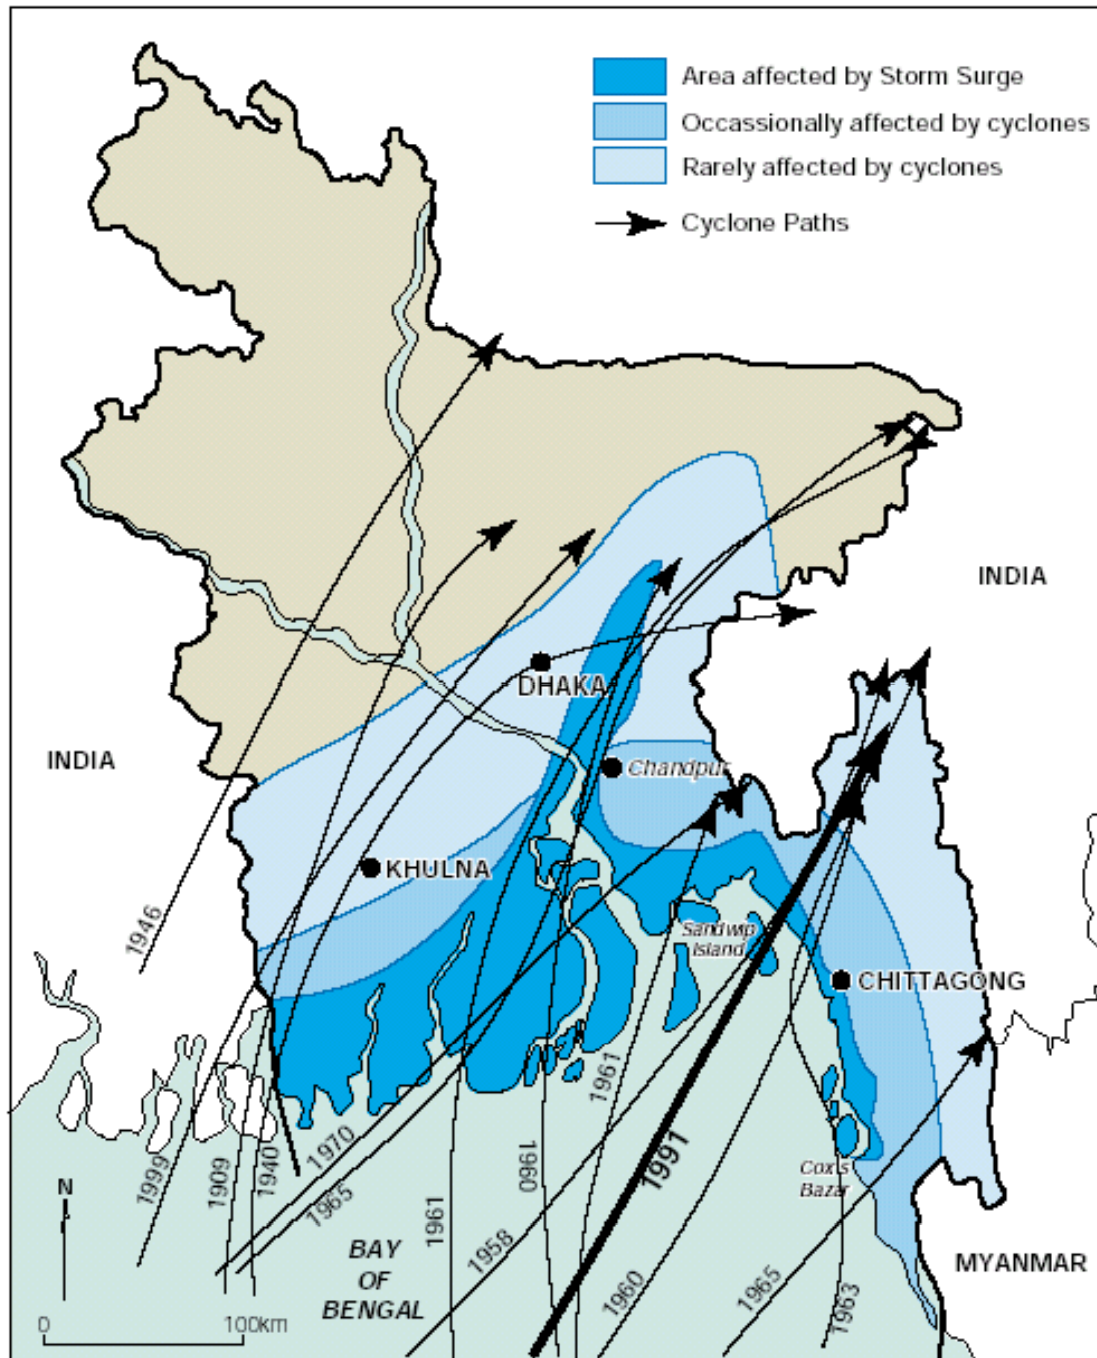 Area affected by Storm Surge
Occassionally affected by cyclones
Rarely affected by cyclones
Cyclone Paths
INDIA
DHAKA
INDIA
Chandpur
KHULNA
1946
Sandwip
Island
CHITTAGONG
1961
1991
1970
1960
1999
1909
1940
1965
Cox's
Bazar
1961
1958
N
BAY
OF
BENGAL
1960
1965
1963
MYANMAR
0
100km